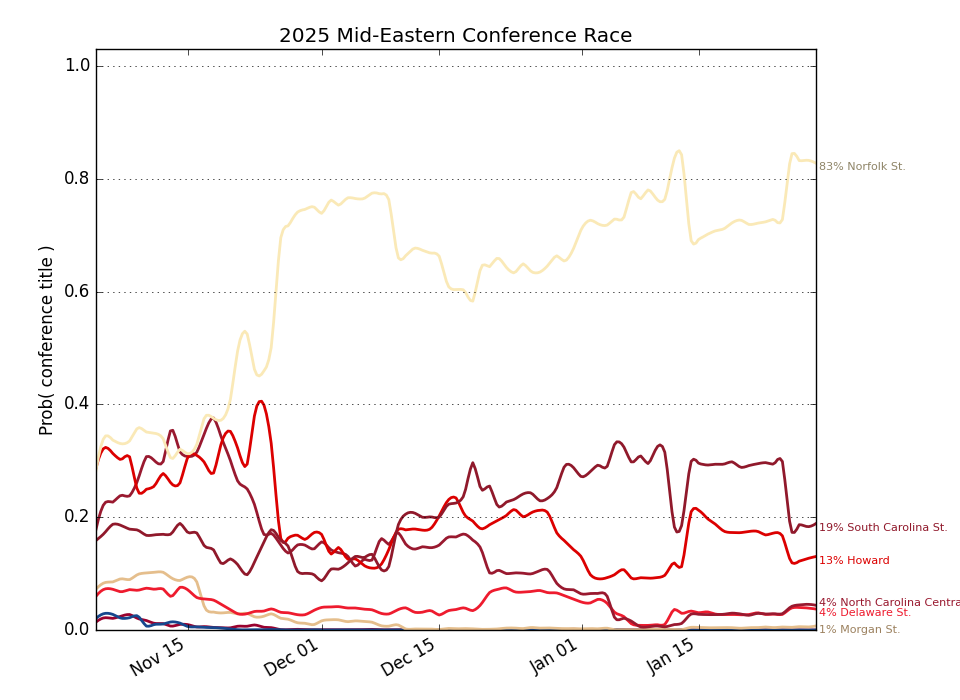 2025 Mid-Eastern Conference Race
Prob( conference title )
1.0
0.8
0.6
0.4
0.2
0.0
Nov 15
Dec 01
Dec 15
Jan 01
Jan 15
83% Norfolk St.
19% South Carolina St.
13% Howard
4% North Carolina Centra
4% Delaware St.
1% Morgan St.